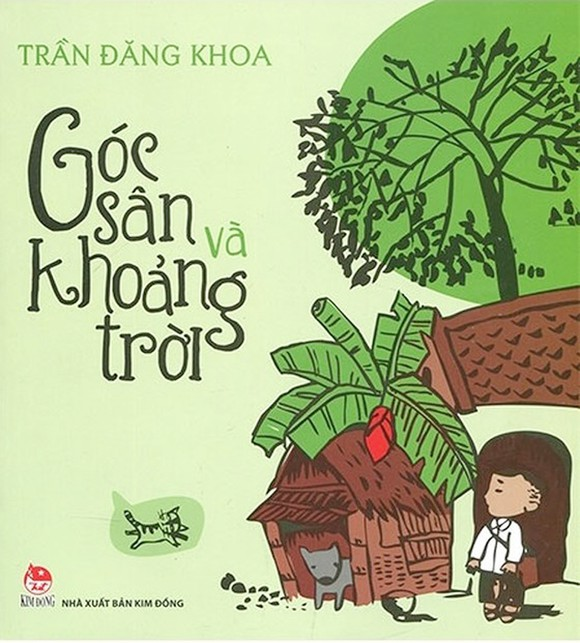 TRẦN ĐĂNG KHOA
Góc
sân và
khoảng
trời
KIM ĐỒNG
NHÀ XUẤT BẢN KIM ĐỒNG